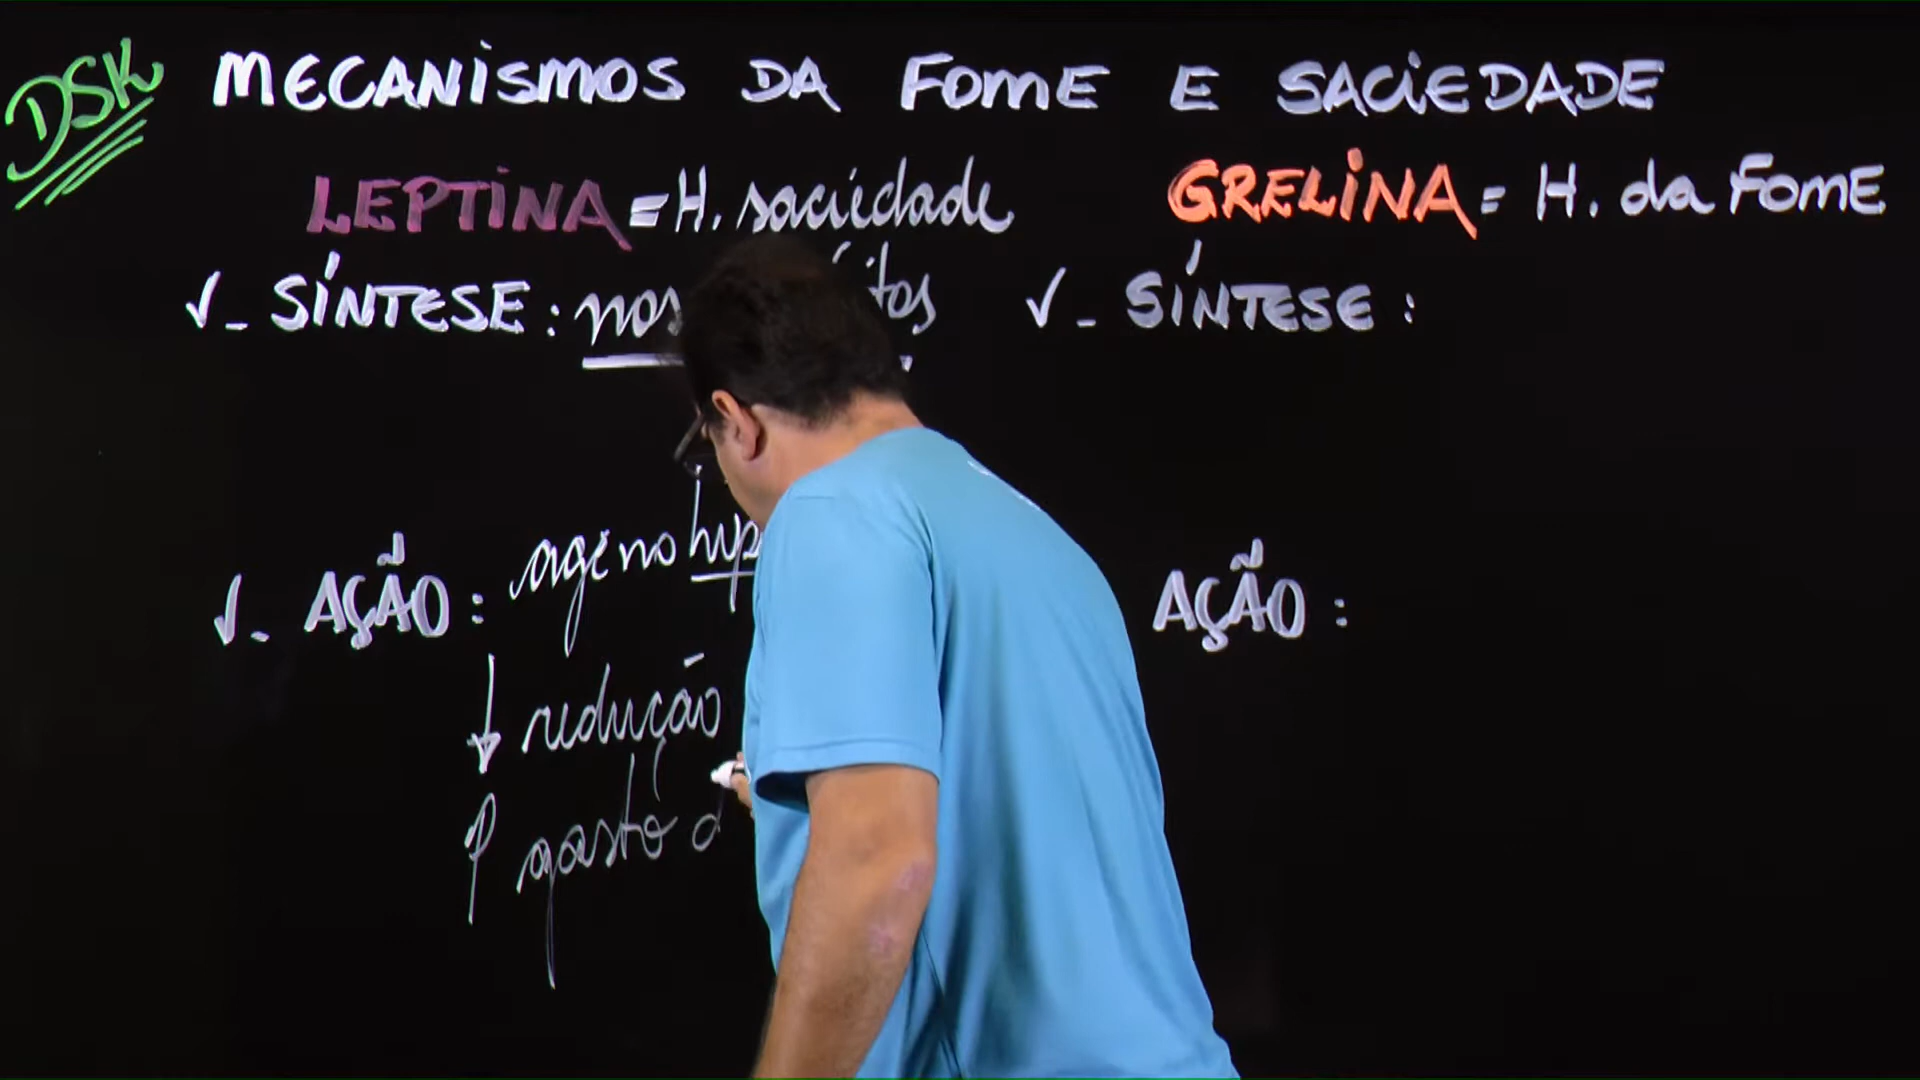 DSK
MECANISMOS DA FOME E SACIEDADE
LEPTINA = H. saciedade
GRELINA = H. da FOME
√ - SÍNTESE :
√ - SÍNTESE :
√ - AÇÃO : age no
↓ redução
↑ gasto
AÇÃO :